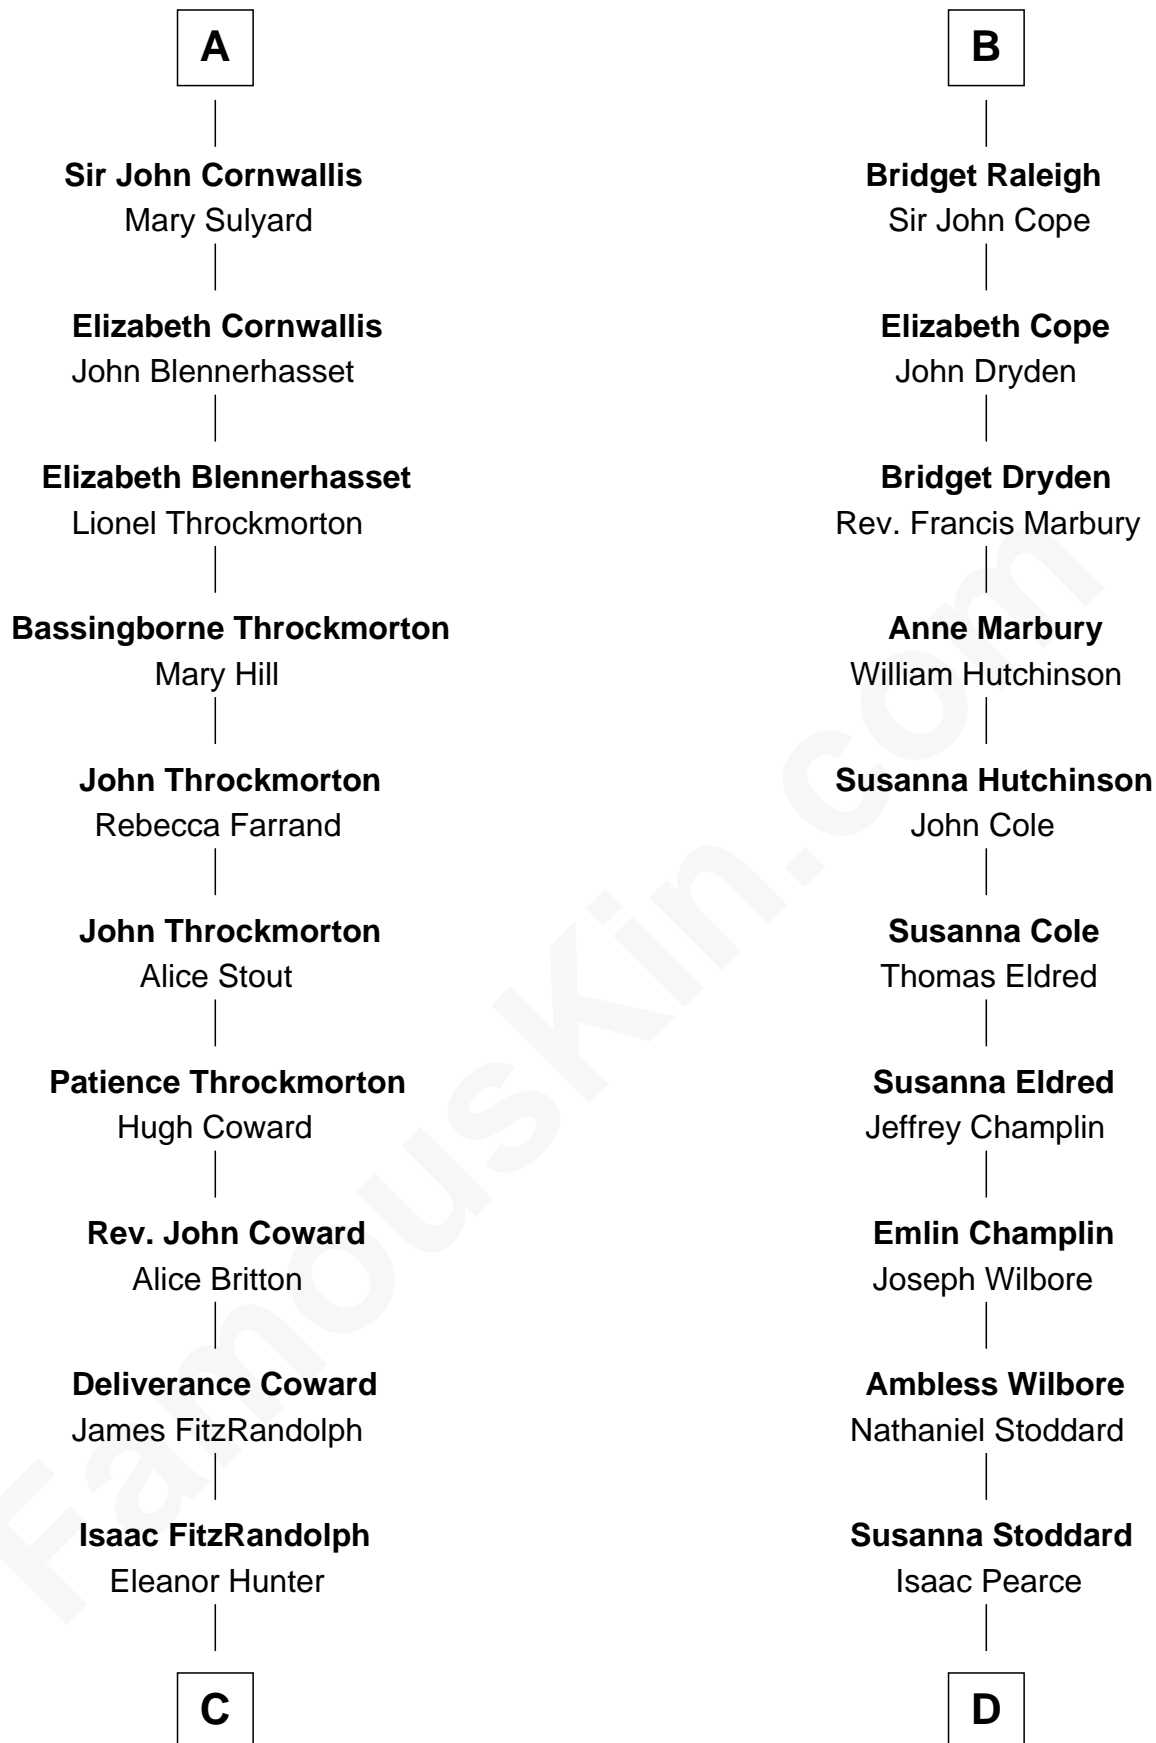 A
Sir John Cornwallis
Mary Sulyard
Elizabeth Cornwallis
John Blennerhasset
Elizabeth Blennerhasset
Lionel Throckmorton
Bassingborne Throckmorton
Mary Hill
John Throckmorton
Rebecca Farrand
John Throckmorton
Alice Stout
Patience Throckmorton
Hugh Coward
Rev. John Coward
Alice Britton
Deliverance Coward
James FitzRandolph
Isaac FitzRandolph
Eleanor Hunter
C
B
Bridget Raleigh
Sir John Cope
Elizabeth Cope
John Dryden
Bridget Dryden
Rev. Francis Marbury
Anne Marbury
William Hutchinson
Susanna Hutchinson
John Cole
Susanna Cole
Thomas Eldred
Susanna Eldred
Jeffrey Champlin
Emlin Champlin
Joseph Wilbore
Ambless Wilbore
Nathaniel Stoddard
Susanna Stoddard
Isaac Pearce
D
FamousKin.com